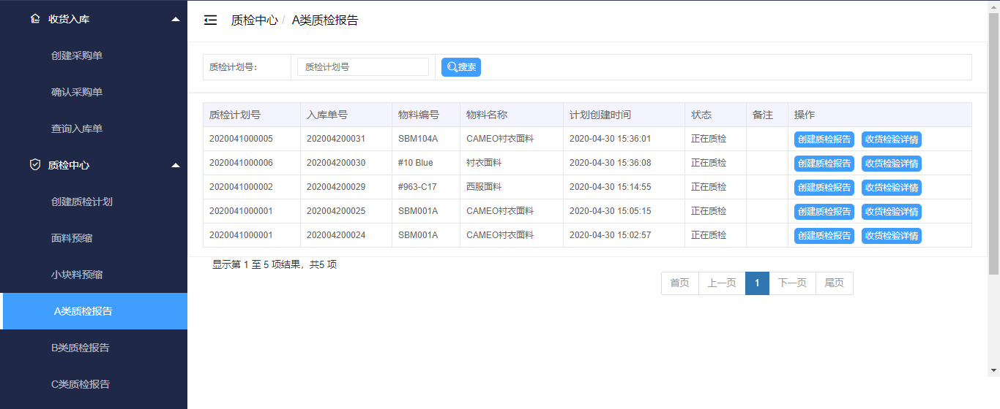 收货入库
创建采购单
确认采购单
查询入库单
质检中心
创建质检计划
面料预缩
小块料预缩
A类质检报告
B类质检报告
C类质检报告
质检中心 / A类质检报告
质检计划号: 质检计划号 搜索
质检计划号 入库单号 物料编号 物料名称 计划创建时间 状态 备注 操作
2020041000005 202004200031 SBM104A CAMEO衬衣面料 2020-04-30 15:36:01 正在质检 创建质检报告 收货检验详情
2020041000006 202004200030 #10 Blue 衬衣面料 2020-04-30 15:36:08 正在质检 创建质检报告 收货检验详情
2020041000002 202004200029 #963-C17 西服面料 2020-04-30 15:14:55 正在质检 创建质检报告 收货检验详情
2020041000001 202004200025 SBM001A CAMEO衬衣面料 2020-04-30 15:05:15 正在质检 创建质检报告 收货检验详情
2020041000001 202004200024 SBM001A CAMEO衬衣面料 2020-04-30 15:02:57 正在质检 创建质检报告 收货检验详情
显示第 1 至 5 项结果，共5 项
首页 上一页 1 下一页 尾页